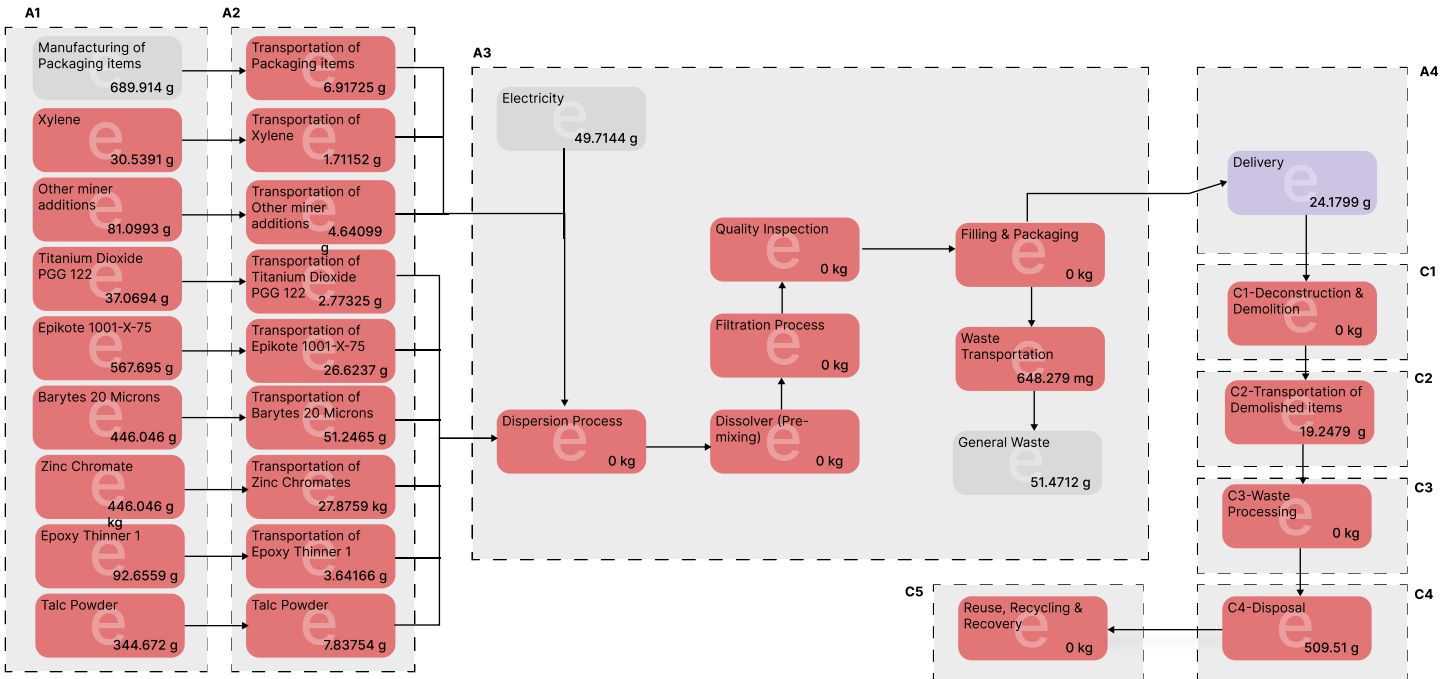 A1
Manufacturing of
Packaging items
689.914 g
Xylene
30.5391 g
Other miner
additions
81.0993 g
Titanium Dioxide
PGG 122
37.0694 g
Epikote 1001-X-75
567.695 g
Barytes 20 Microns
446.046 g
Zinc Chromate
446.046 g
kg
Epoxy Thinner 1
92.6559 g
Talc Powder
344.672 g
A2
Transportation of
Packaging items
6.91725 g
Transportation of
Xylene
1.71152 g
Transportation of
Other miner
additions
4.64099
g
Transportation of
Titanium Dioxide
PGG 122
2.77325 g
Transportation of
Epikote 1001-X-75
26.6237 g
Transportation of
Barytes 20 Microns
51.2465 g
Transportation of
Zinc Chromates
27.8759 kg
Transportation of
Epoxy Thinner 1
3.64166 g
Talc Powder
7.83754 g
A3
Electricity
49.7144 g
Dispersion Process
0 kg
Dissolver (Pre-
mixing)
0 kg
Filtration Process
0 kg
Quality Inspection
0 kg
Filling & Packaging
0 kg
Waste
Transportation
648.279 mg
General Waste
51.4712 g
A4
Delivery
24.1799 g
C1
C1-Deconstruction &
Demolition
0 kg
C2
C2-Transportation of
Demolished items
19.2479 g
C3
C3-Waste
Processing
0 kg
C4
C4-Disposal
509.51 g
C5
Reuse, Recycling &
Recovery
0 kg